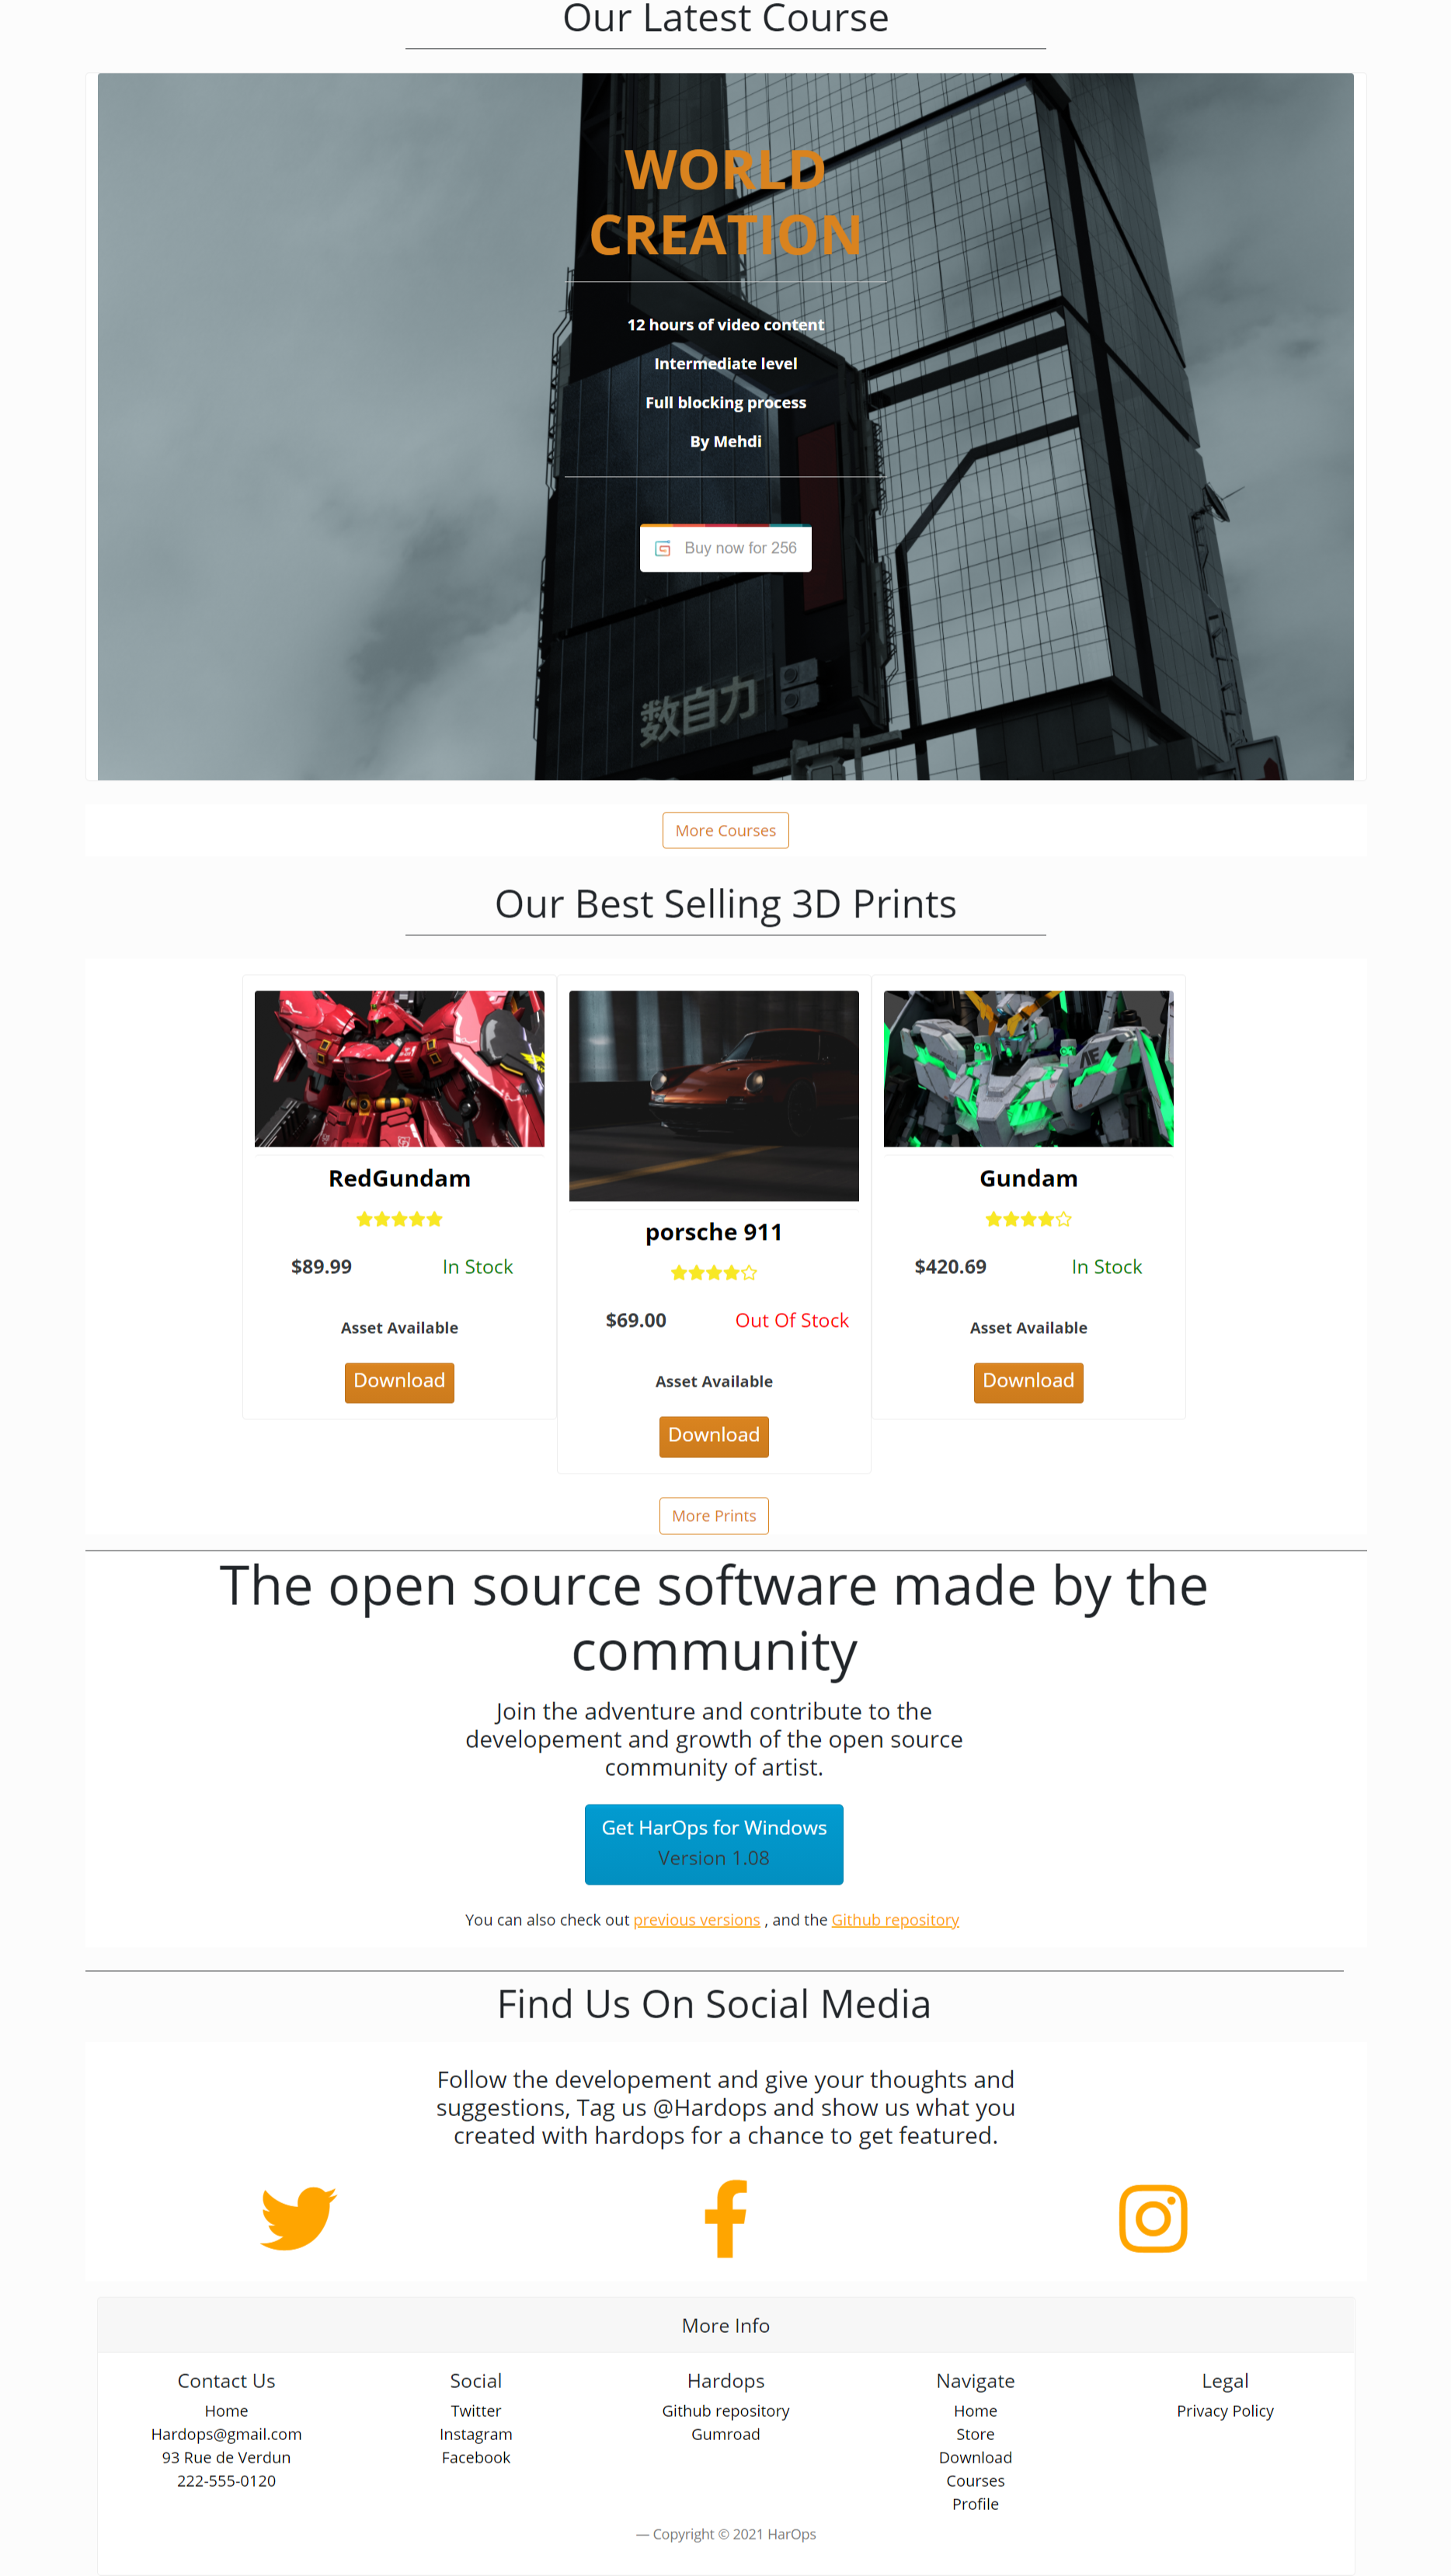 Our Latest Course
WORLD
CREATION
12 hours of video content
Intermediate level
Full blocking process
By Mehdi
Buy now for 256
数自力
More Courses
Our Best Selling 3D Prints
AE
RedGundam
$89.99 In Stock
Asset Available
Download
porsche 911
$69.00 Out Of Stock
Asset Available
Download
Gundam
$420.69 In Stock
Asset Available
Download
More Prints
The open source software made by the
community
Join the adventure and contribute to the
developement and growth of the open source
community of artist.
Get HarOps for Windows
Version 1.08
You can also check out previous versions , and the Github repository
Find Us On Social Media
Follow the developement and give your thoughts and
suggestions, Tag us @Hardops and show us what you
created with hardops for a chance to get featured.
More Info
Contact Us
Home
Hardops@gmail.com
93 Rue de Verdun
222-555-0120
Social
Twitter
Instagram
Facebook
Hardops
Github repository
Gumroad
Navigate
Home
Store
Download
Courses
Profile
Legal
Privacy Policy
— Copyright © 2021 HarOps